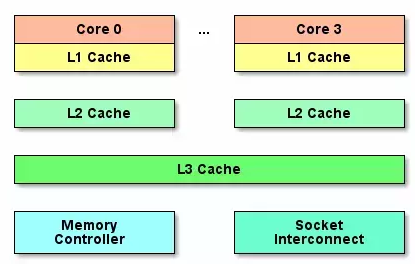 Core 0
...
Core 3
L1 Cache
L1 Cache
L2 Cache
L2 Cache
L3 Cache
Memory
Controller
Socket
Interconnect